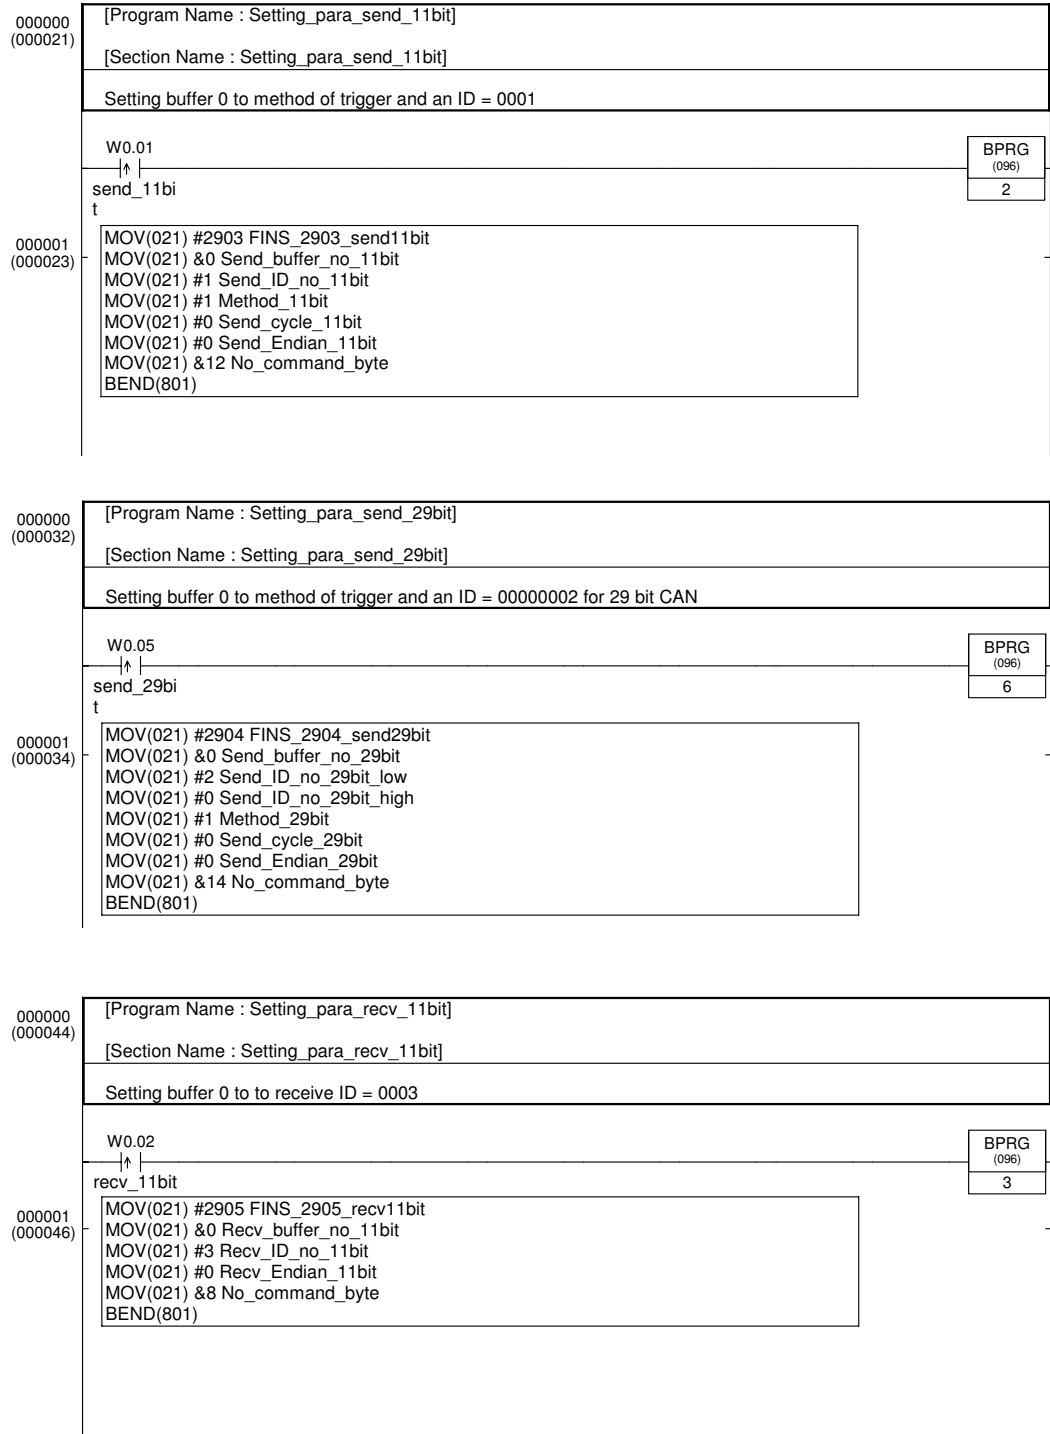 000000
(000021)
[Program Name : Setting_para_send_11bit]
[Section Name : Setting_para_send_11bit]
Setting buffer 0 to method of trigger and an ID = 0001
W0.01
send_11bi
t
BPRG
(096)
2
000001
(000023)
MOV(021) #2903 FINS_2903_send11bit
MOV(021) &0 Send_buffer_no_11bit
MOV(021) #1 Send_ID_no_11bit
MOV(021) #1 Method_11bit
MOV(021) #0 Send_cycle_11bit
MOV(021) #0 Send_Endian_11bit
MOV(021) &12 No_command_byte
BEND(801)
000000
(000032)
[Program Name : Setting_para_send_29bit]
[Section Name : Setting_para_send_29bit]
Setting buffer 0 to method of trigger and an ID = 00000002 for 29 bit CAN
W0.05
send_29bi
t
BPRG
(096)
6
000001
(000034)
MOV(021) #2904 FINS_2904_send29bit
MOV(021) &0 Send_buffer_no_29bit
MOV(021) #2 Send_ID_no_29bit_low
MOV(021) #0 Send_ID_no_29bit_high
MOV(021) #1 Method_29bit
MOV(021) #0 Send_cycle_29bit
MOV(021) #0 Send_Endian_29bit
MOV(021) &14 No_command_byte
BEND(801)
000000
(000044)
[Program Name : Setting_para_recv_11bit]
[Section Name : Setting_para_recv_11bit]
Setting buffer 0 to to receive ID = 0003
W0.02
recv_11bit
BPRG
(096)
3
000001
(000046)
MOV(021) #2905 FINS_2905_recv11bit
MOV(021) &0 Recv_buffer_no_11bit
MOV(021) #3 Recv_ID_no_11bit
MOV(021) #0 Recv_Endian_11bit
MOV(021) &8 No_command_byte
BEND(801)